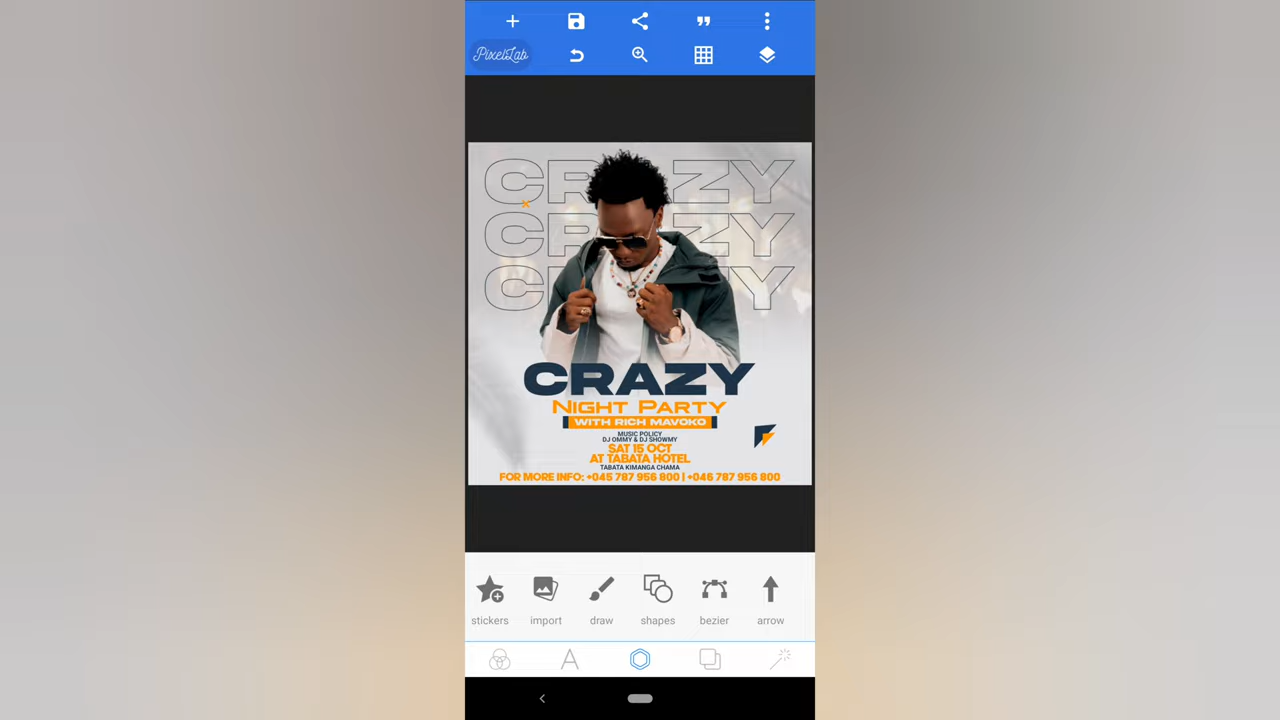 PixelLab
CRAZY
CRAZY
CRAZY
CRAZY
NIGHT PARTY
WITH RICH MAVOKO
MUSIC POLICY
DJ OMMY & DJ SHOWMY
SAT 15 OCT
AT TABATA HOTEL
TABATA KIMANGA CHAMA
FOR MORE INFO: +045 787 956 800 | +046 787 956 800
stickers import draw shapes bezier arrow